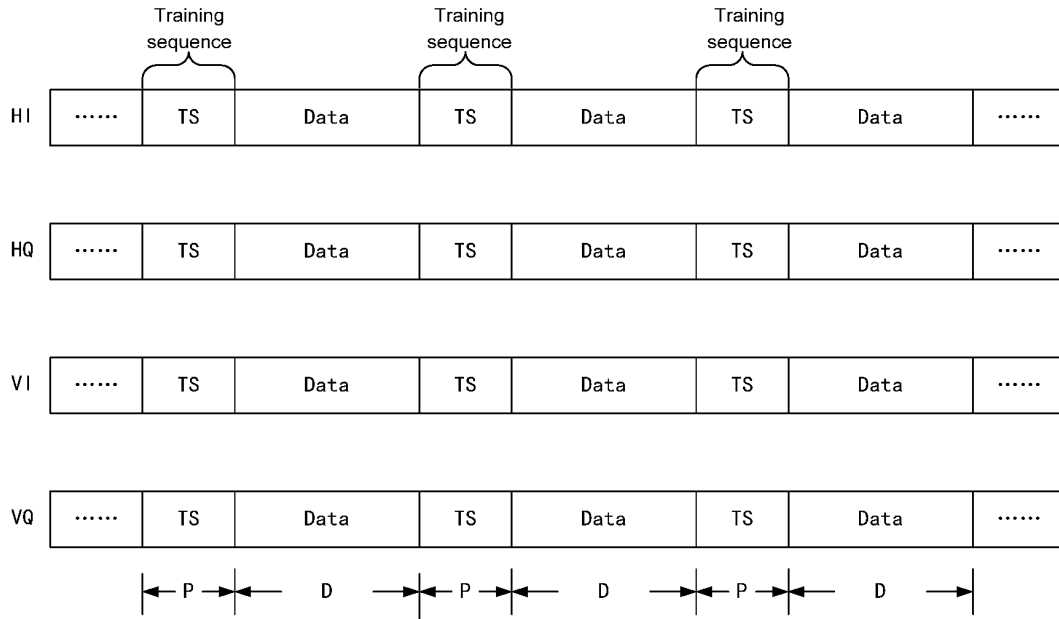 Training sequence Training sequence Training sequence
HI ...... TS Data TS Data TS Data ......
HQ ...... TS Data TS Data TS Data ......
VI ...... TS Data TS Data TS Data ......
VQ ...... TS Data TS Data TS Data ......
P D P D P D